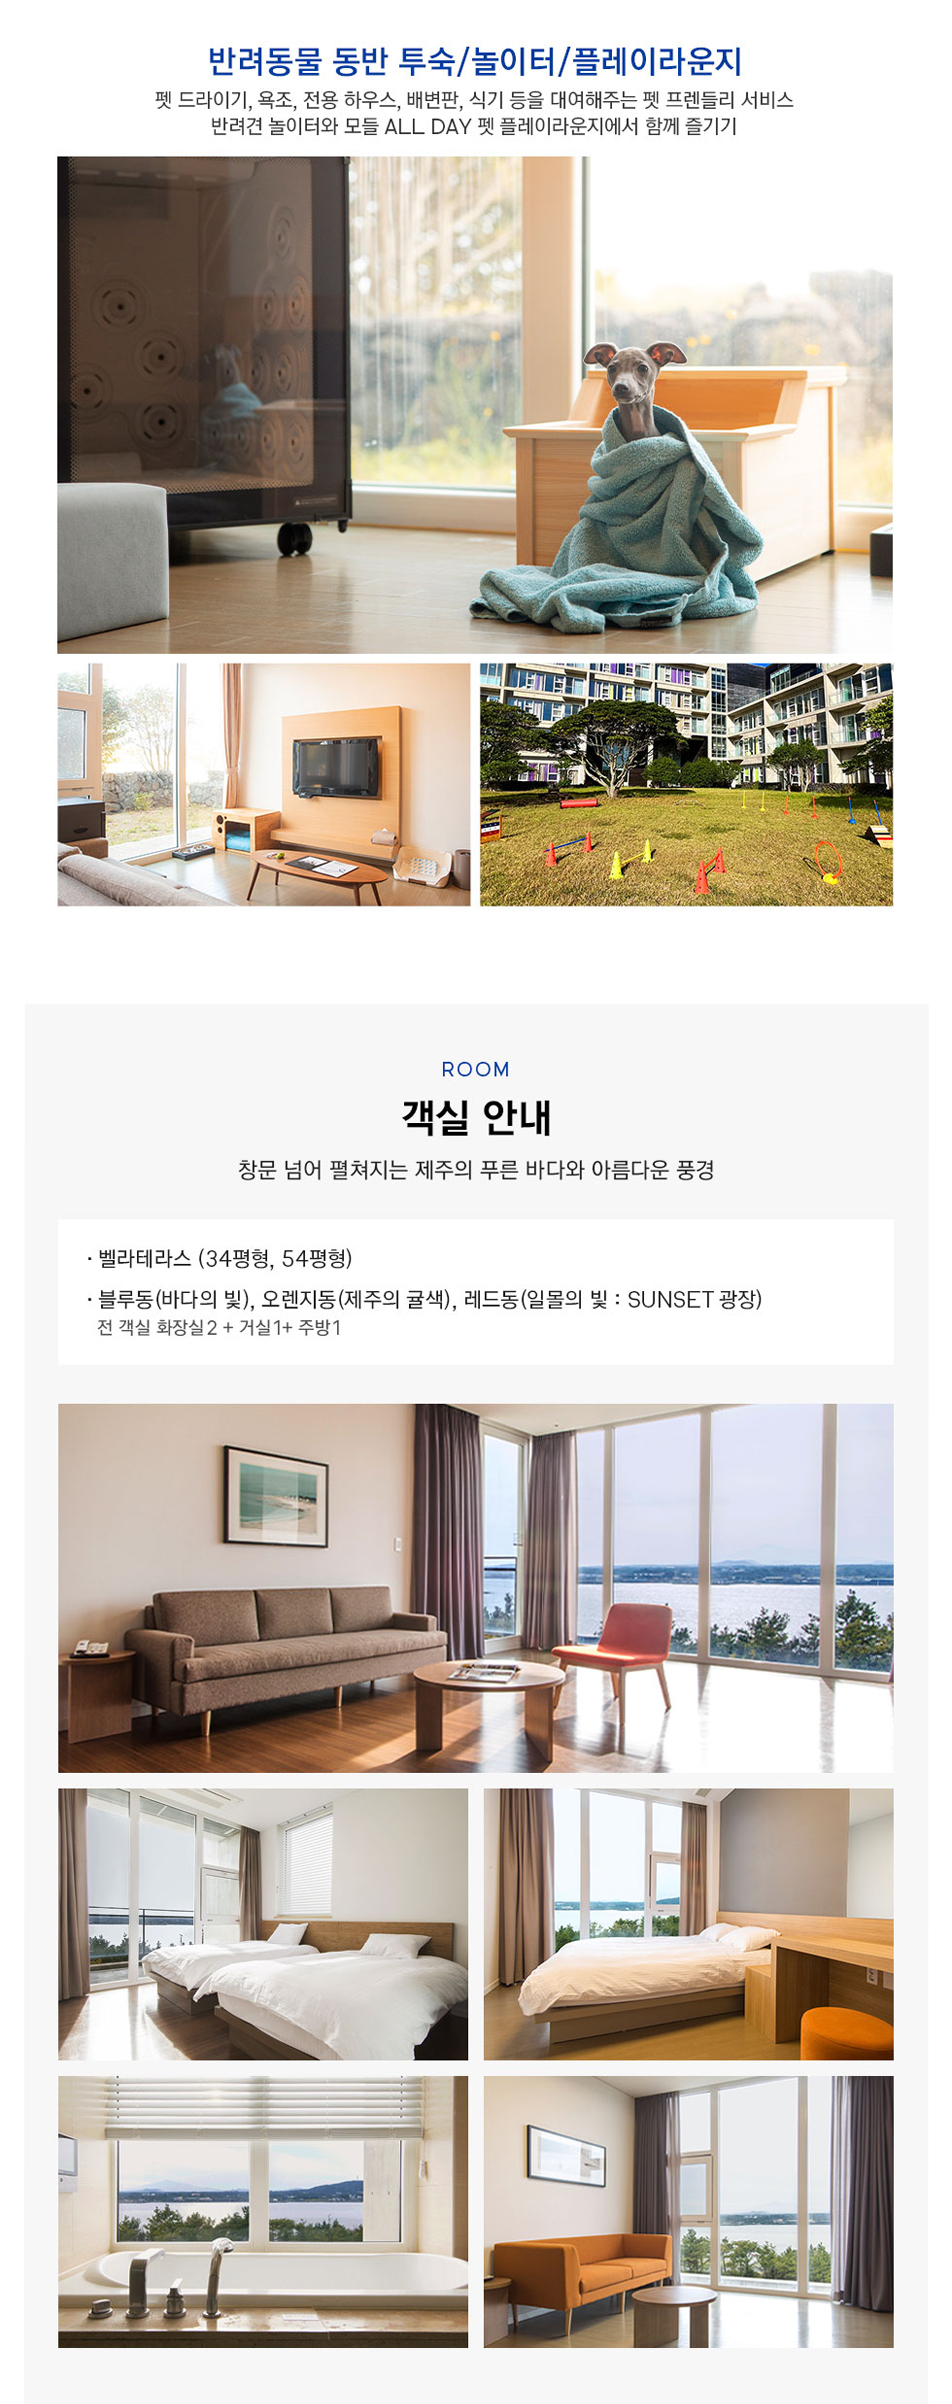 반려동물 동반 투숙/놀이터/플레이라운지
펫 드라이기, 욕조, 전용 하우스, 배변판, 식기 등을 대여해주는 펫 프렌들리 서비스
반려견 놀이터와 모들 ALL DAY 펫 플레이라운지에서 함께 즐기기
ROOM
객실 안내
창문 넘어 펼쳐지는 제주의 푸른 바다와 아름다운 풍경
· 벨라테라스 (34평형, 54평형)
· 블루동(바다의 빛), 오렌지동(제주의 귤색), 레드동(일몰의 빛 : SUNSET 광장)
전 객실 화장실2 + 거실1+ 주방1